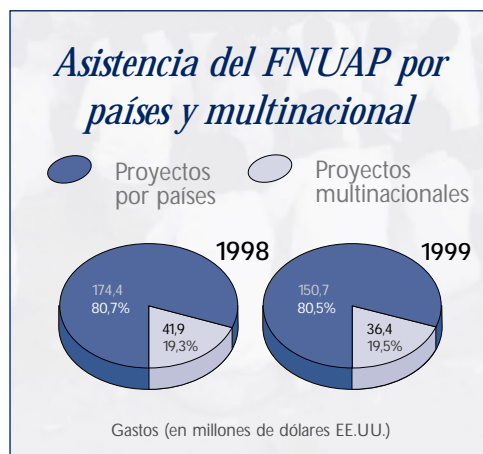 Asistencia del FNUAP por
países y multinacional
Proyectos
por países
Proyectos
multinacionales
1998
174,4
80,7%
41,9
19,3%
1999
150,7
80,5%
36,4
19,5%
Gastos (en millones de dólares EE.UU.)